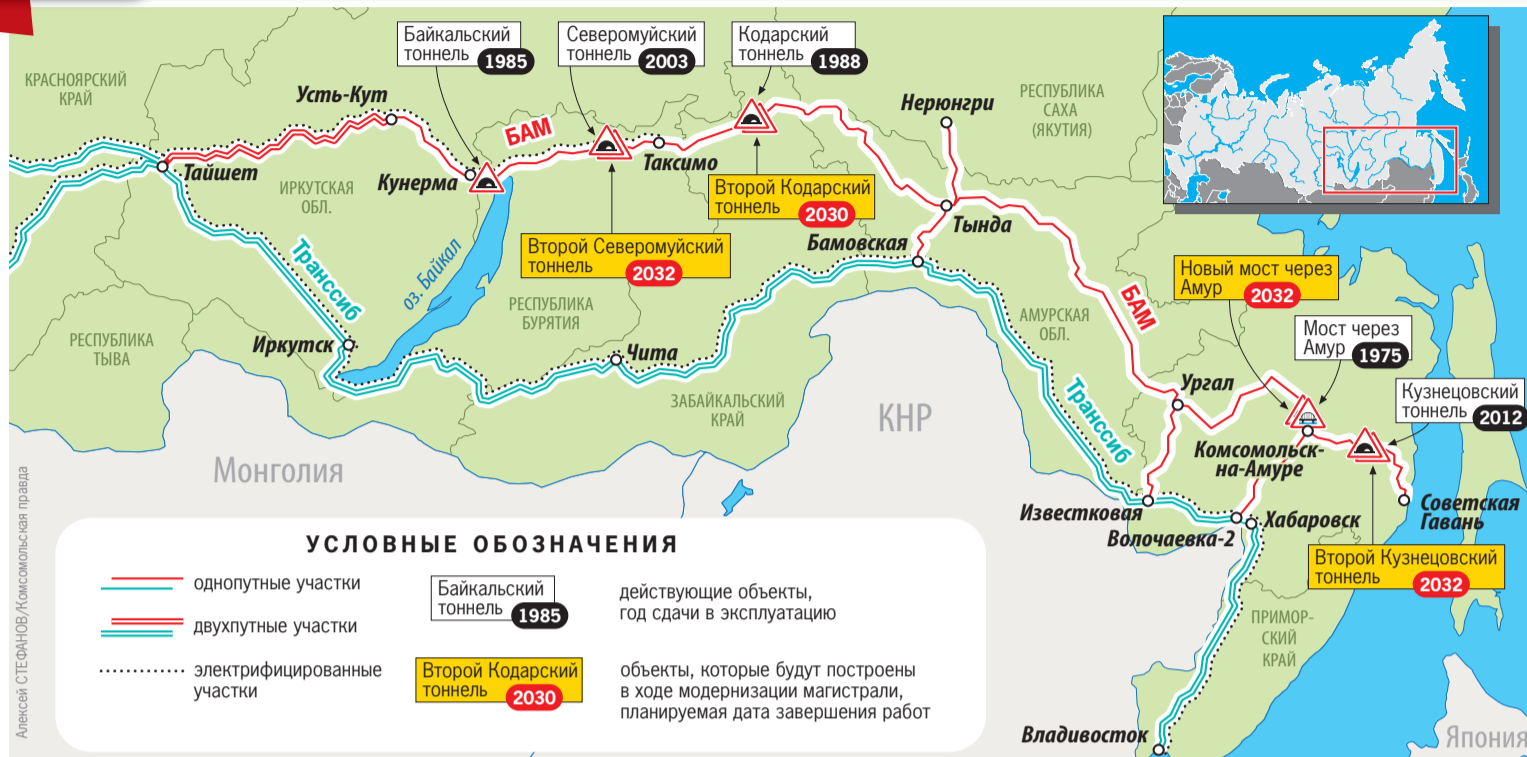 Байкальский
тоннель 1985
Северомуйский
тоннель 2003
Кодарский
тоннель 1988
КРАСНОЯРСКИЙ
КРАЙ
Усть-Кут
БАМ
Нерюнгри
РЕСПУБЛИКА
САХА
(ЯКУТИЯ)
Тайшет
ИРКУТСКАЯ
ОБЛ.
Кунерма
Таксимо
Второй Кодарский
тоннель 2030
Тында
Бамовская
Второй Северомуйский
тоннель 2032
Транссиб
оз. Байкал
РЕСПУБЛИКА
БУРЯТИЯ
Новый мост через
Амур 2032
БАМ
АМУРСКАЯ
ОБЛ.
Мост через
Амур 1975
РЕСПУБЛИКА
ТЫВА
Иркутск
Чита
Ургал
Кузнецовский
тоннель 2012
ЗАБАЙКАЛЬСКИЙ
КРАЙ
КНР
Транссиб
Комсомольск-
на-Амуре
Монголия
Известковая
Волочаевка-2
Хабаровск
Советская
Гавань
Второй Кузнецовский
тоннель 2032
ПРИМОР-
СКИЙ
КРАЙ
Владивосток
Япония
УСЛОВНЫЕ ОБОЗНАЧЕНИЯ
однопутные участки
двухпутные участки
электрифицированные
участки
Байкальский
тоннель 1985
действующие объекты,
год сдачи в эксплуатацию
Второй Кодарский
тоннель 2030
объекты, которые будут построены
в ходе модернизации магистрали,
планируемая дата завершения работ
Алексей СТЕФАНОВ/Комсомольская правда